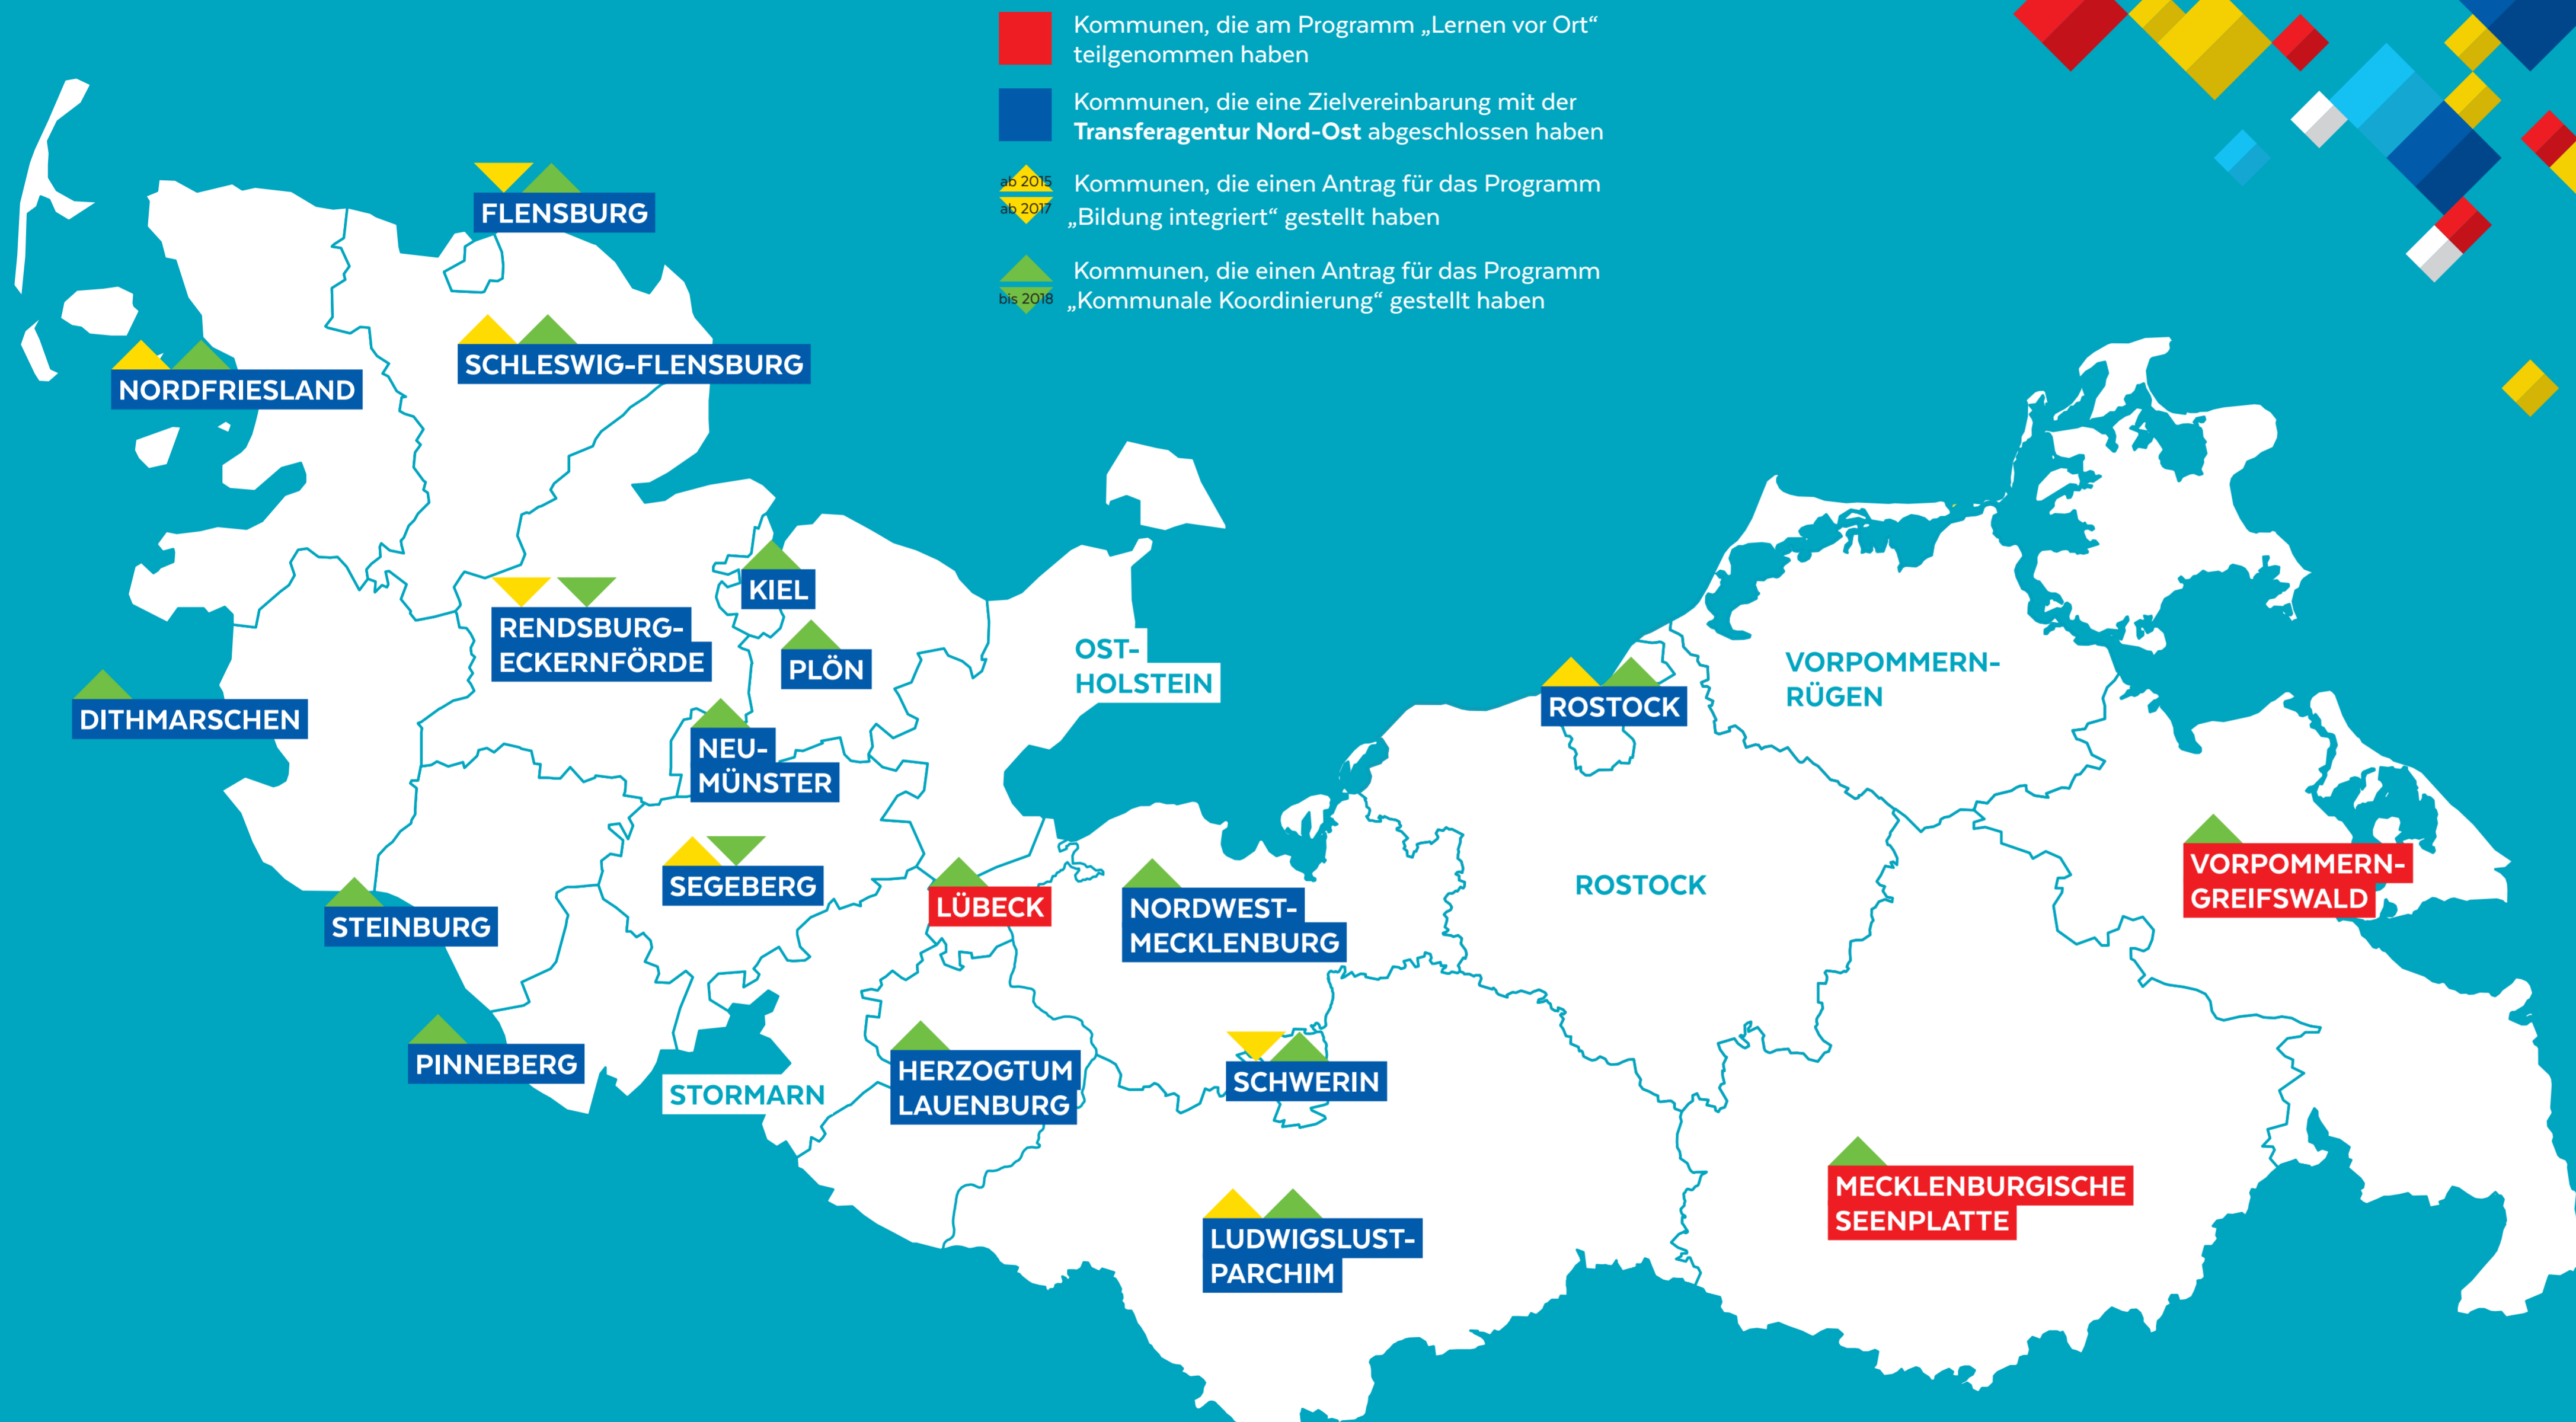 Kommunen, die am Programm „Lernen vor Ort“
teilgenommen haben
Kommunen, die eine Zielvereinbarung mit der
Transferagentur Nord-Ost abgeschlossen haben
ab 2015
ab 2017
Kommunen, die einen Antrag für das Programm
„Bildung integriert“ gestellt haben
bis 2018
Kommunen, die einen Antrag für das Programm
„Kommunale Koordinierung“ gestellt haben
FLENSBURG
SCHLESWIG-FLENSBURG
NORDFRIESLAND
KIEL
RENDSBURG-
ECKERNFÖRDE
PLÖN
OST-
HOLSTEIN
DITHMARSCHEN
NEU-
MÜNSTER
ROSTOCK
VORPOMMERN-
RÜGEN
SEGEBERG
LÜBECK
STEINBURG
NORDWEST-
MECKLENBURG
ROSTOCK
VORPOMMERN-
GREIFSWALD
PINNEBERG
STORMARN
HERZOGTUM
LAUENBURG
SCHWERIN
LUDWIGSLUST-
PARCHIM
MECKLENBURGISCHE
SEENPLATTE